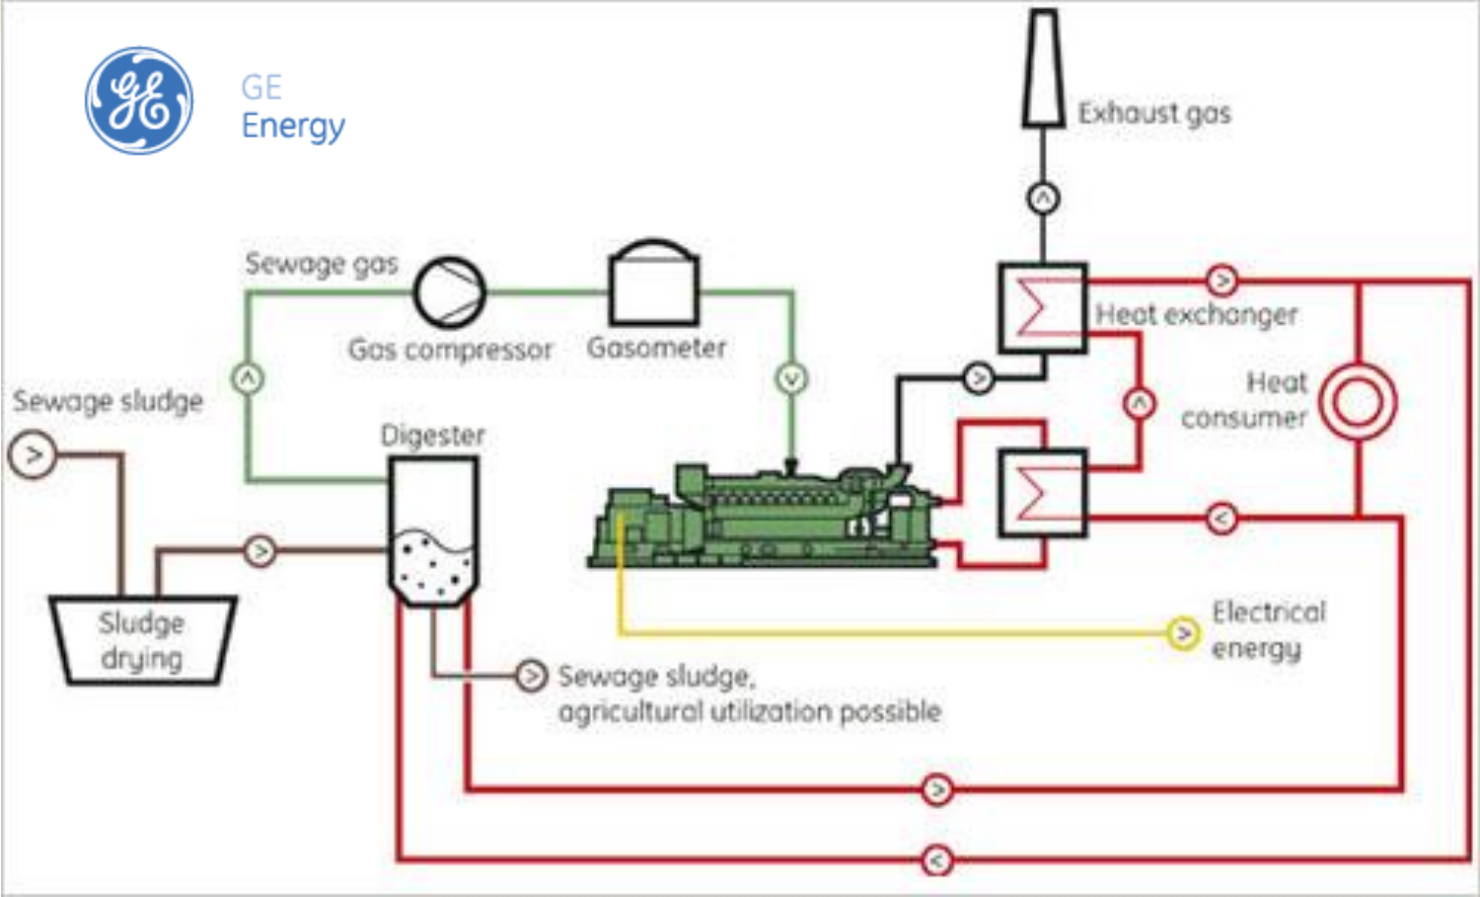 GE
GE
Energy
Exhaust gas
Sewage gas
Gas compressor
Gasometer
Heat exchanger
Heat
consumer
Sewage sludge
Digester
Sludge
drying
Electrical
energy
Sewage sludge,
agricultural utilization possible